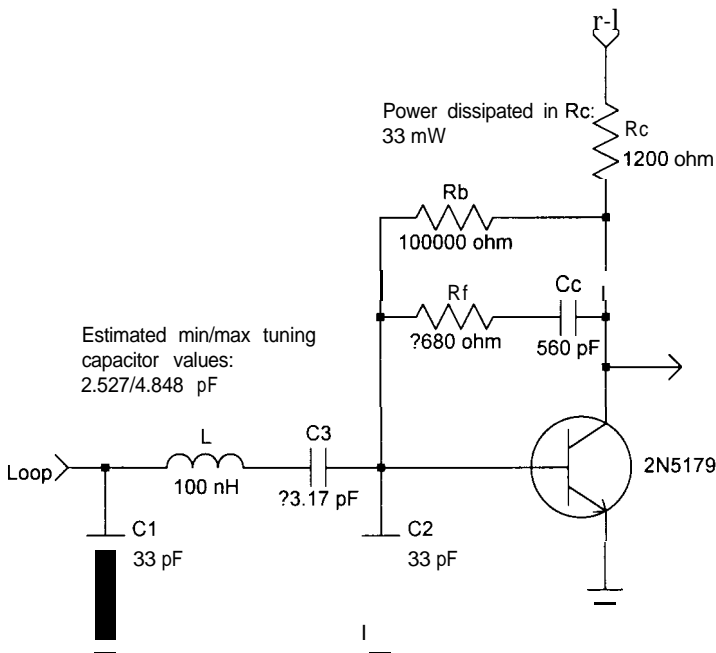 r-l
Power dissipated in Rc:
33 mW
Rc
1200 ohm
Rb
100000 ohm
Rf
?680 ohm
Cc
560 pF
Estimated min/max tuning
capacitor values:
2.527/4.848 pF
L
100 nH
C3
?3.17 pF
Loop
2N5179
C1
33 pF
C2
33 pF